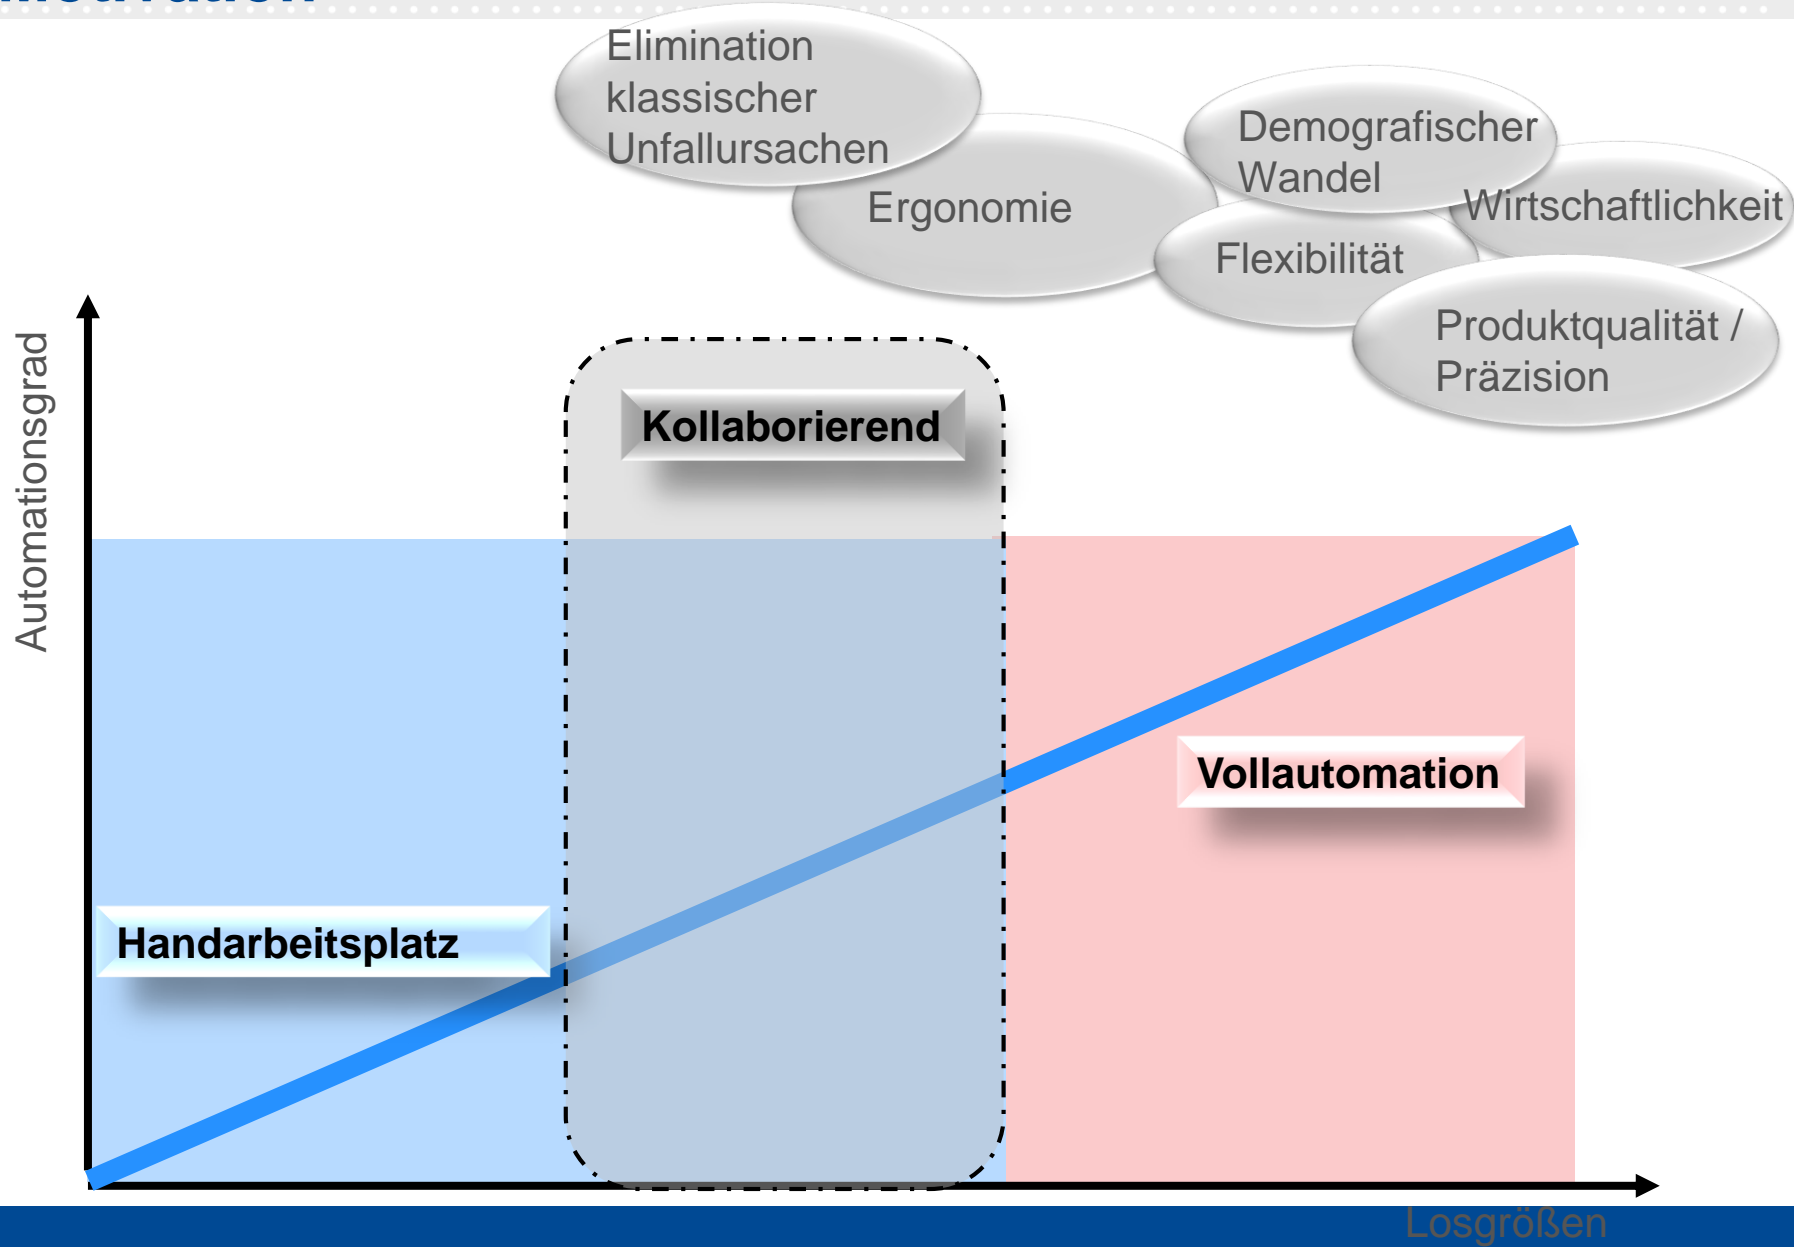 Elimination
klassischer
Unfallursachen
Ergonomie
Demografischer
Wandel
Wirtschaftlichkeit
Flexibilität
Produktqualität /
Präzision
Automationsgrad
Kollaborierend
Vollautomation
Handarbeitsplatz
Losgrößen